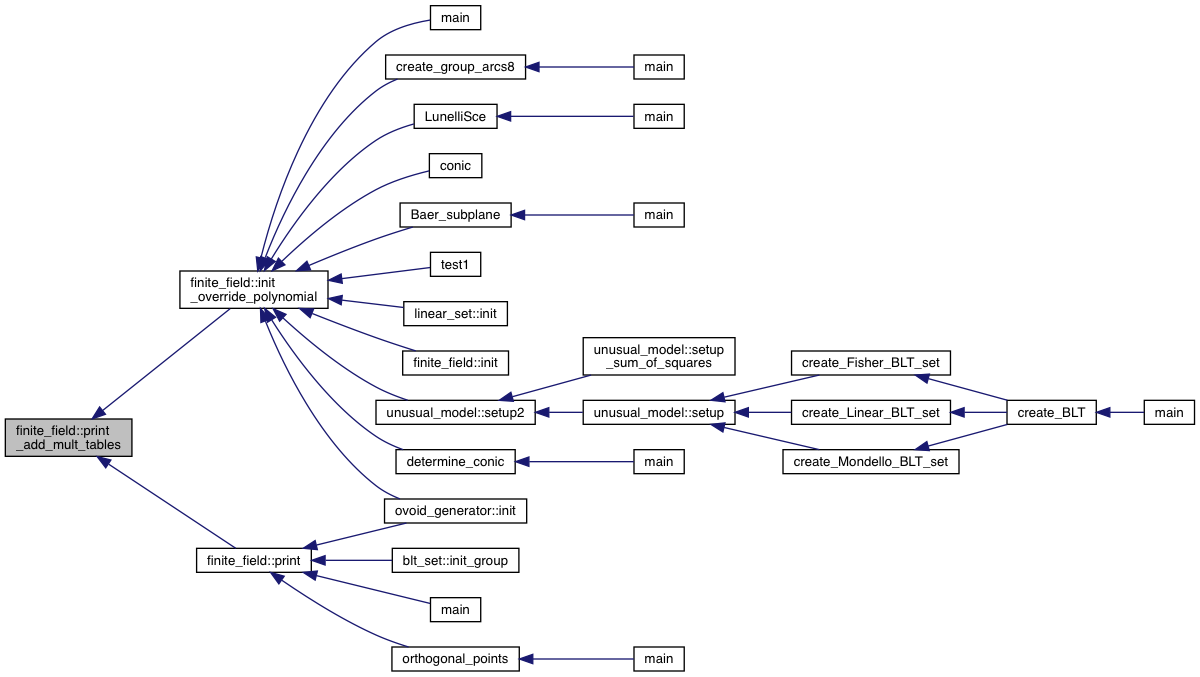 main
create_group_arcs8
main
LunelliSce
main
conic
Baer_subplane
main
test1
finite_field::init
_override_polynomial
linear_set::init
finite_field::init
unusual_model::setup
_sum_of_squares
create_Fisher_BLT_set
unusual_model::setup2
unusual_model::setup
create_Linear_BLT_set
create_BLT
main
finite_field::print
_add_mult_tables
determine_conic
main
create_Mondello_BLT_set
ovoid_generator::init
finite_field::print
blt_set::init_group
main
orthogonal_points
main